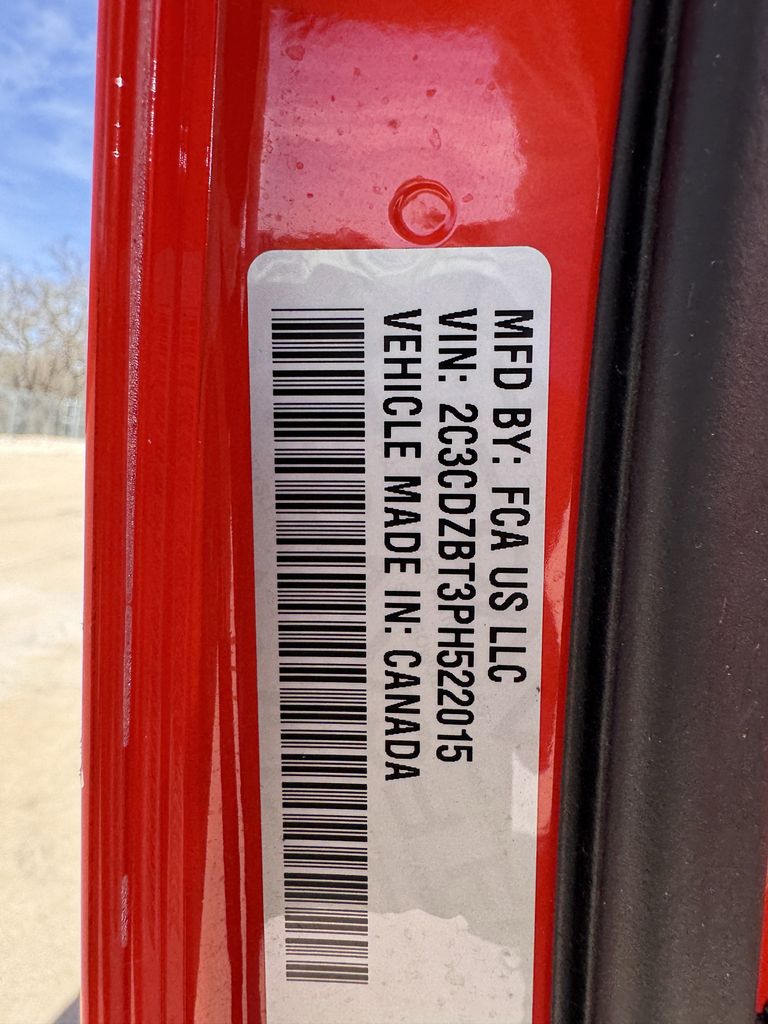 MFD BY: FCA US LLC
VIN: 2C3CDZBT3PH522015
VEHICLE MADE IN: CANADA